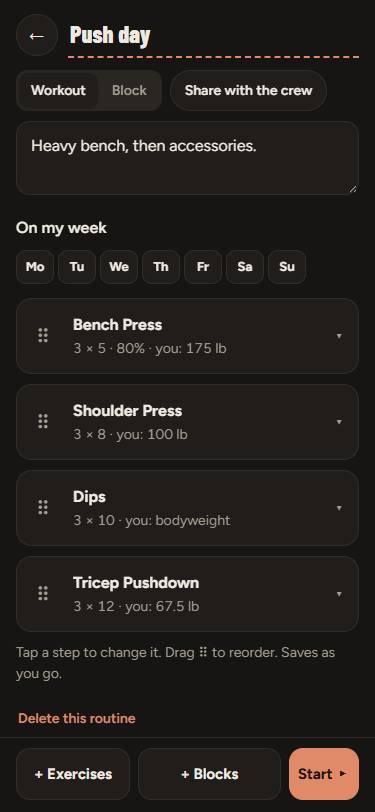 ← Push day
Workout Block Share with the crew
Heavy bench, then accessories.
On my week
Mo Tu We Th Fr Sa Su
Bench Press
3 × 5 · 80% · you: 175 lb
Shoulder Press
3 × 8 · you: 100 lb
Dips
3 × 10 · you: bodyweight
Tricep Pushdown
3 × 12 · you: 67.5 lb
Tap a step to change it. Drag ⠿ to reorder. Saves as
you go.
Delete this routine
+ Exercises + Blocks Start ▸